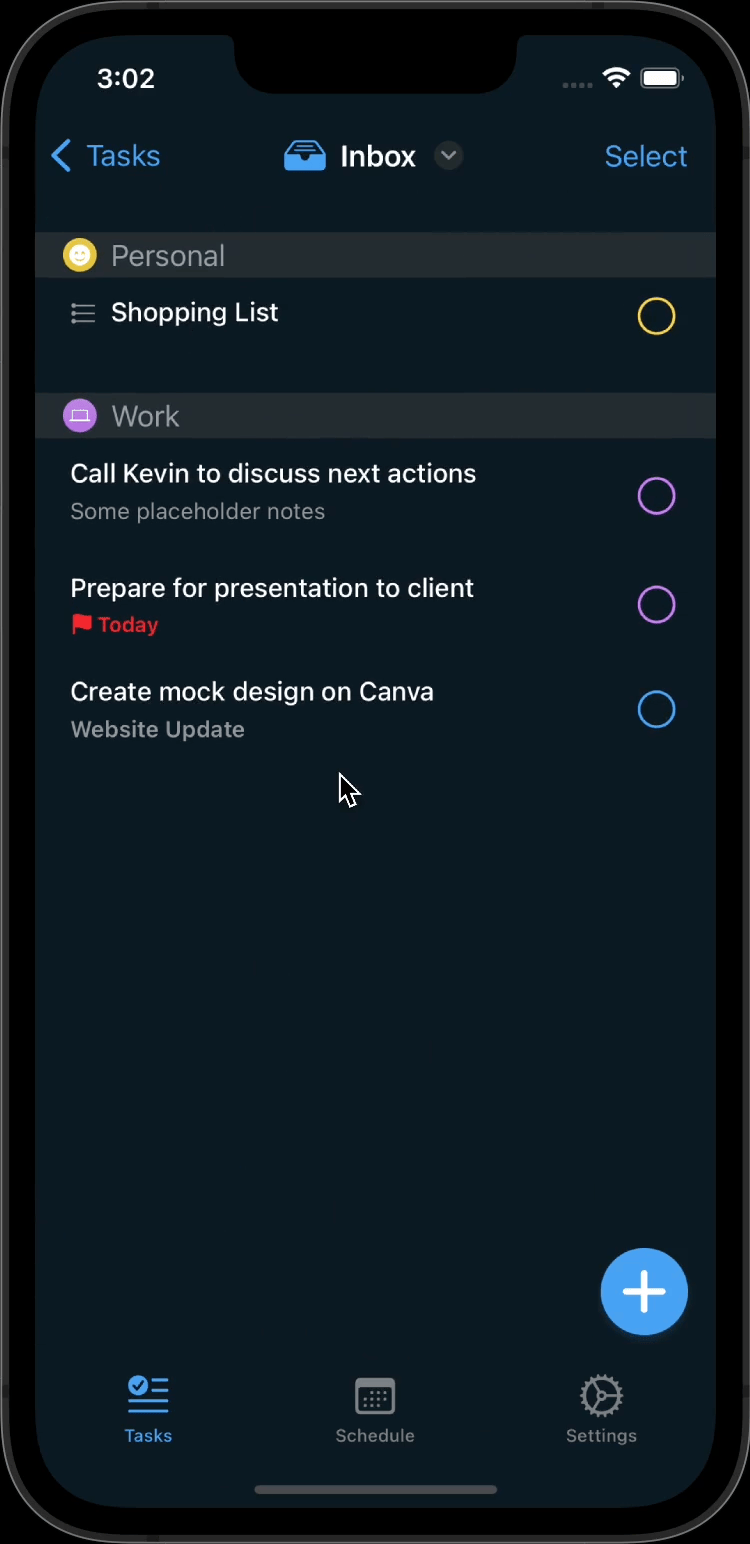 3:02
Tasks
Inbox
Select
Personal
Shopping List
Work
Call Kevin to discuss next actions
Some placeholder notes
Prepare for presentation to client
Today
Create mock design on Canva
Website Update
Tasks
Schedule
Settings